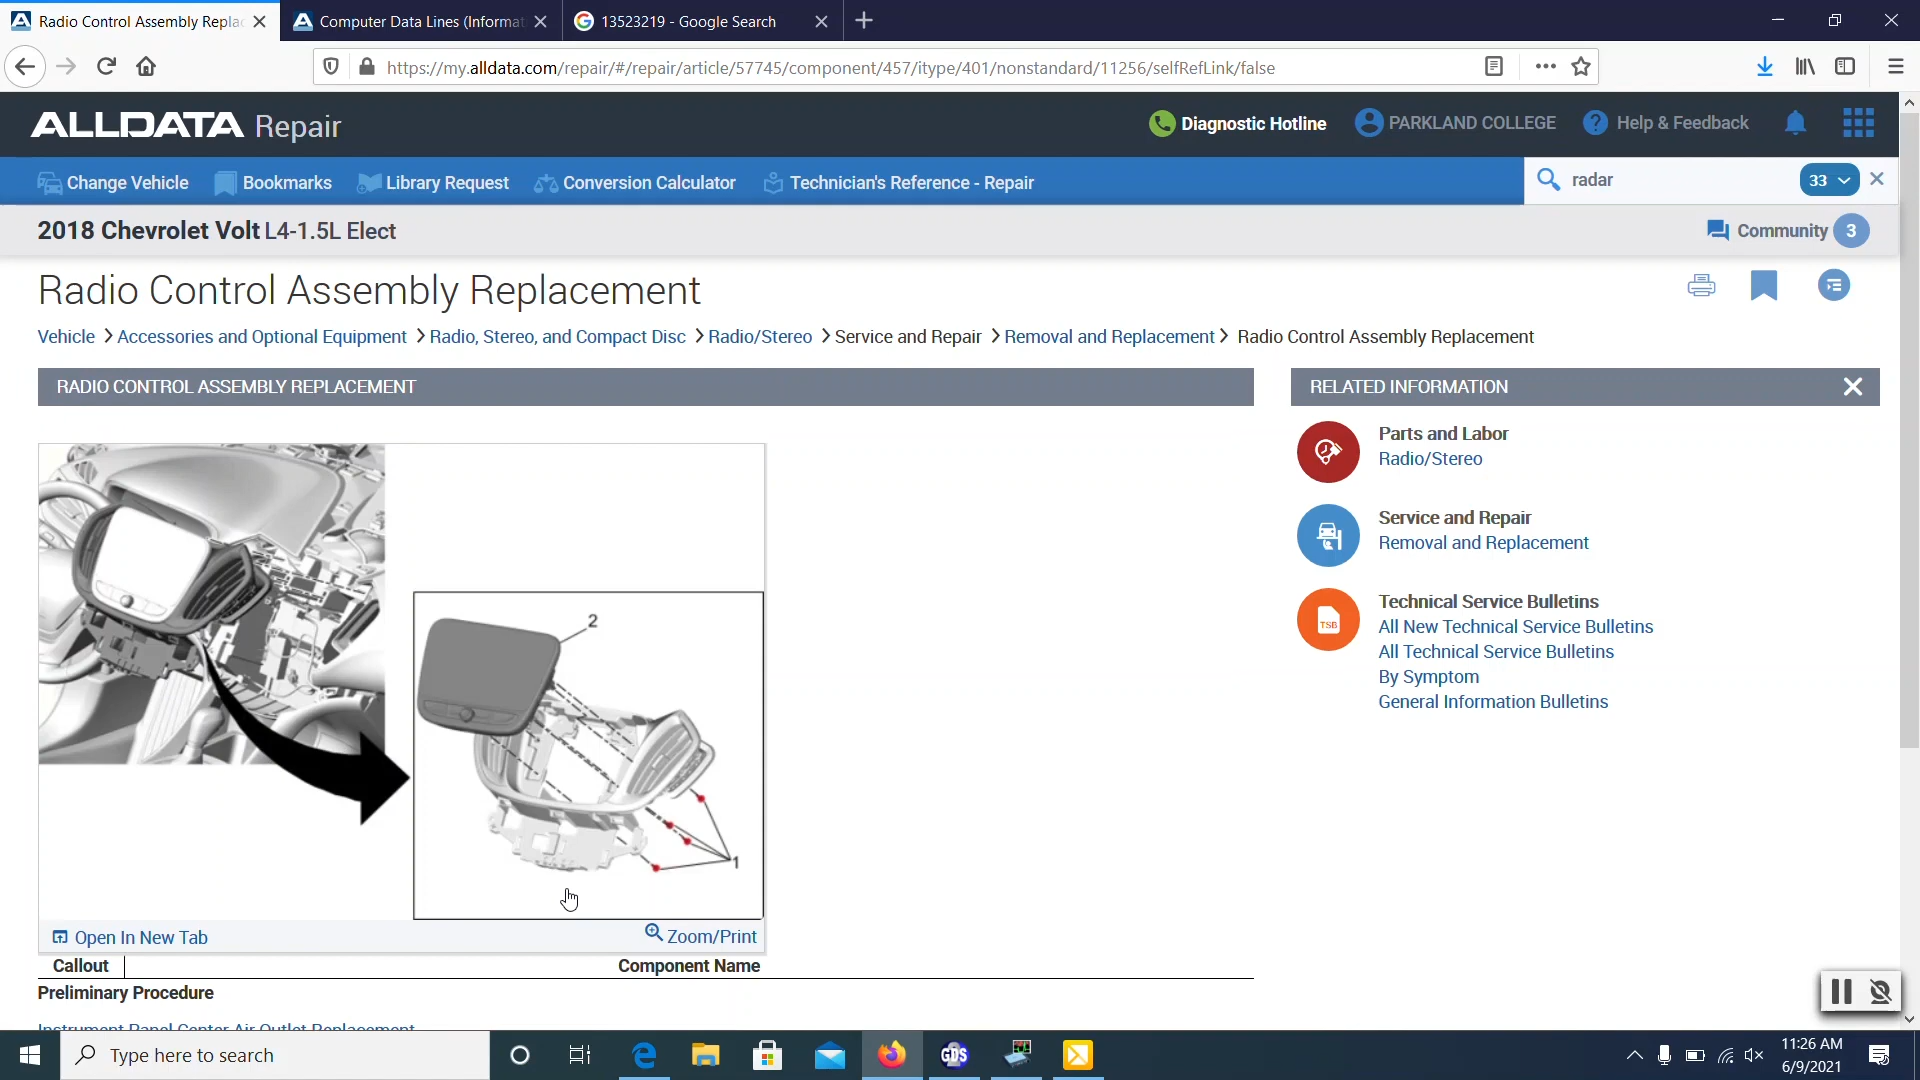 Radio Control Assembly Repla
Computer Data Lines (Informat
13523219 - Google Search
https://my.alldata.com/repair/#/repair/article/57745/component/457/itype/401/nonstandard/11256/selfRefLink/false
ALLDATA Repair
Diagnostic Hotline
PARKLAND COLLEGE
Help & Feedback
Change Vehicle
Bookmarks
Library Request
Conversion Calculator
Technician's Reference - Repair
radar
33
2018 Chevrolet Volt L4-1.5L Elect
Community 3
Radio Control Assembly Replacement
Vehicle > Accessories and Optional Equipment > Radio, Stereo, and Compact Disc > Radio/Stereo > Service and Repair > Removal and Replacement > Radio Control Assembly Replacement
RADIO CONTROL ASSEMBLY REPLACEMENT
RELATED INFORMATION
Parts and Labor
Radio/Stereo
Service and Repair
Removal and Replacement
TSB
Technical Service Bulletins
All New Technical Service Bulletins
All Technical Service Bulletins
By Symptom
General Information Bulletins
2
1
Open In New Tab
Zoom/Print
Callout
Component Name
Preliminary Procedure
Instrument Panel Center Air Outlet Replacement
Type here to search
GDS
11:26 AM
6/9/2021